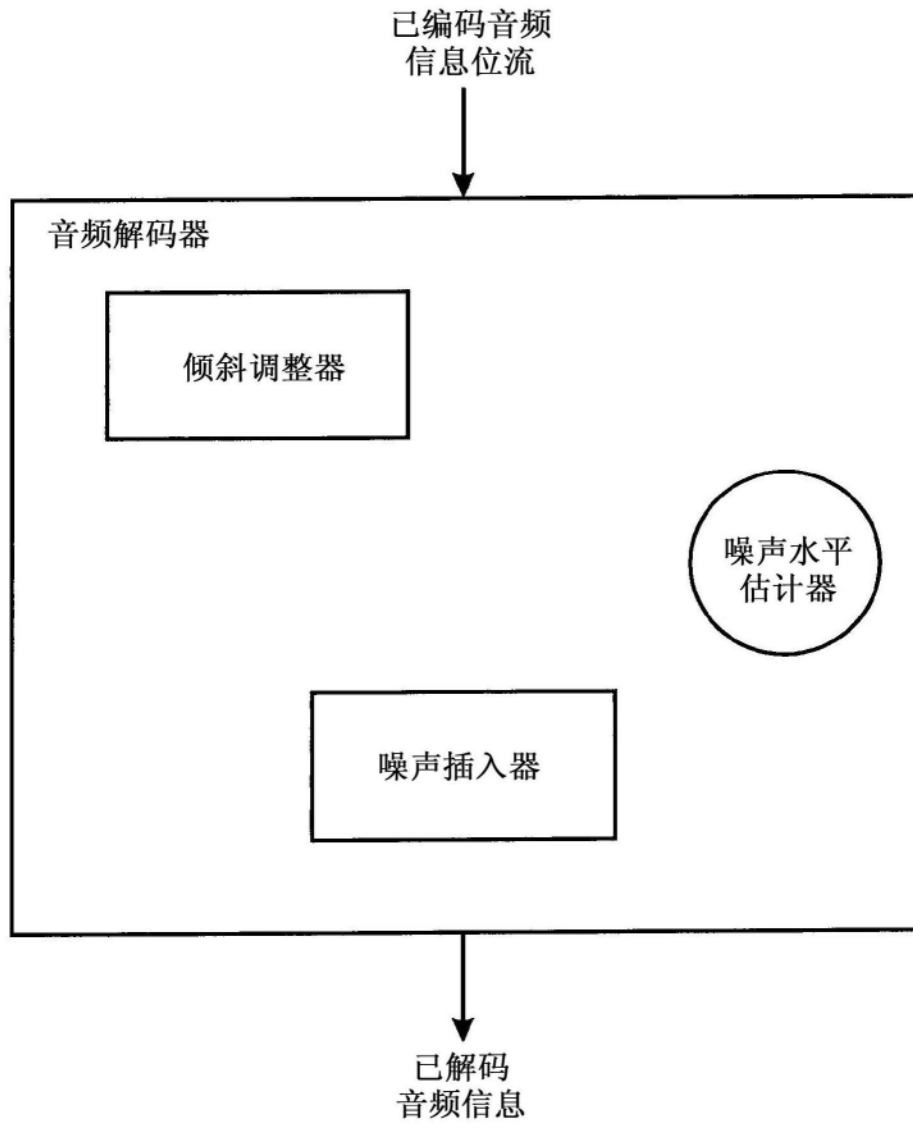 已编码音频
信息位流
音频解码器
倾斜调整器
噪声水平
估计器
噪声插入器
已解码
音频信息